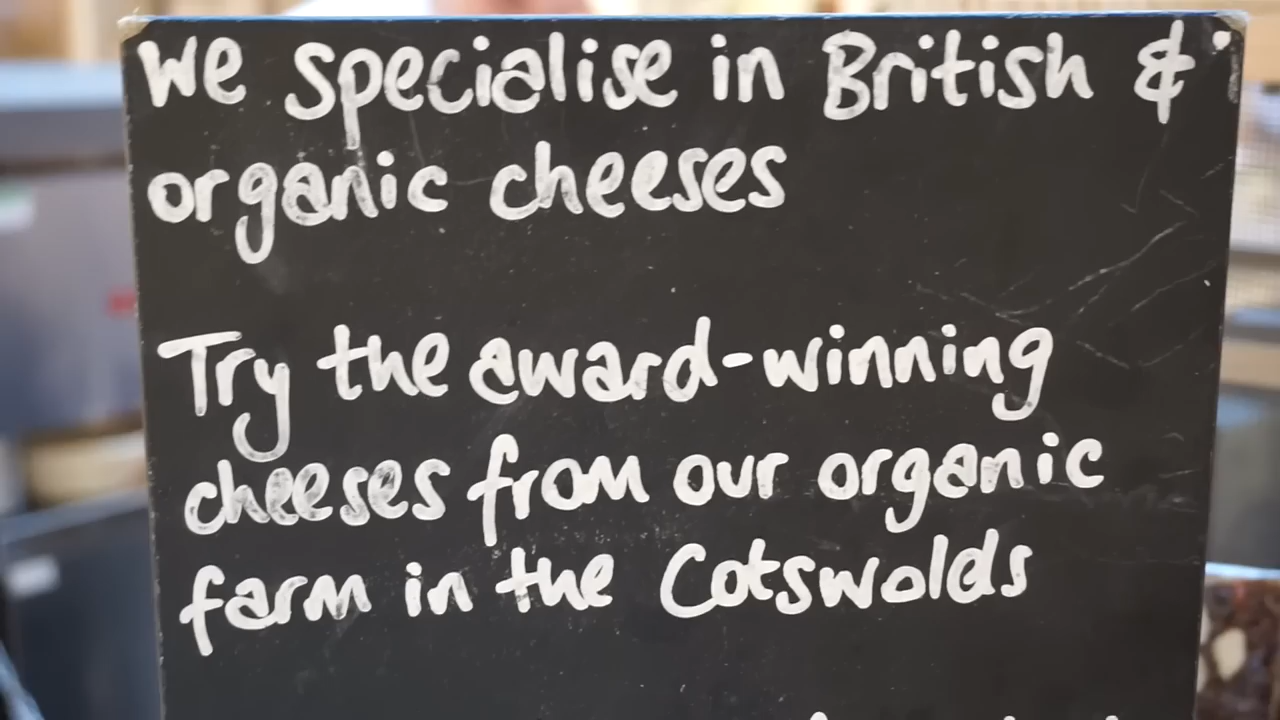 We specialise in British &
organic cheeses
Try the award-winning
cheeses from our organic
farm in the Cotswolds